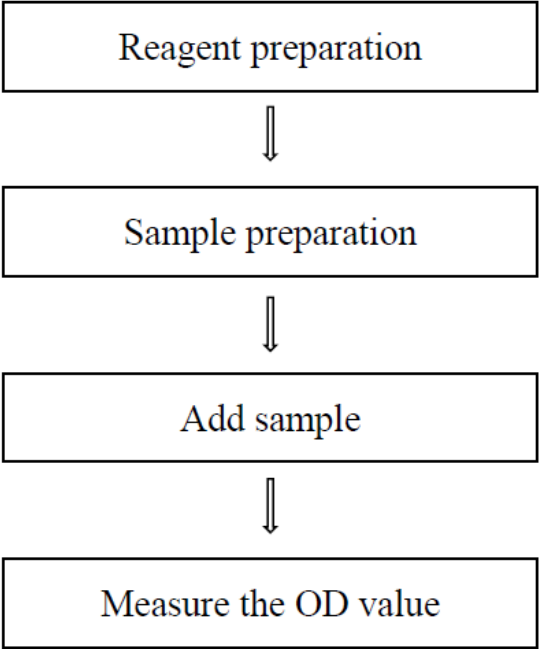 Reagent preparation
Sample preparation
Add sample
Measure the OD value